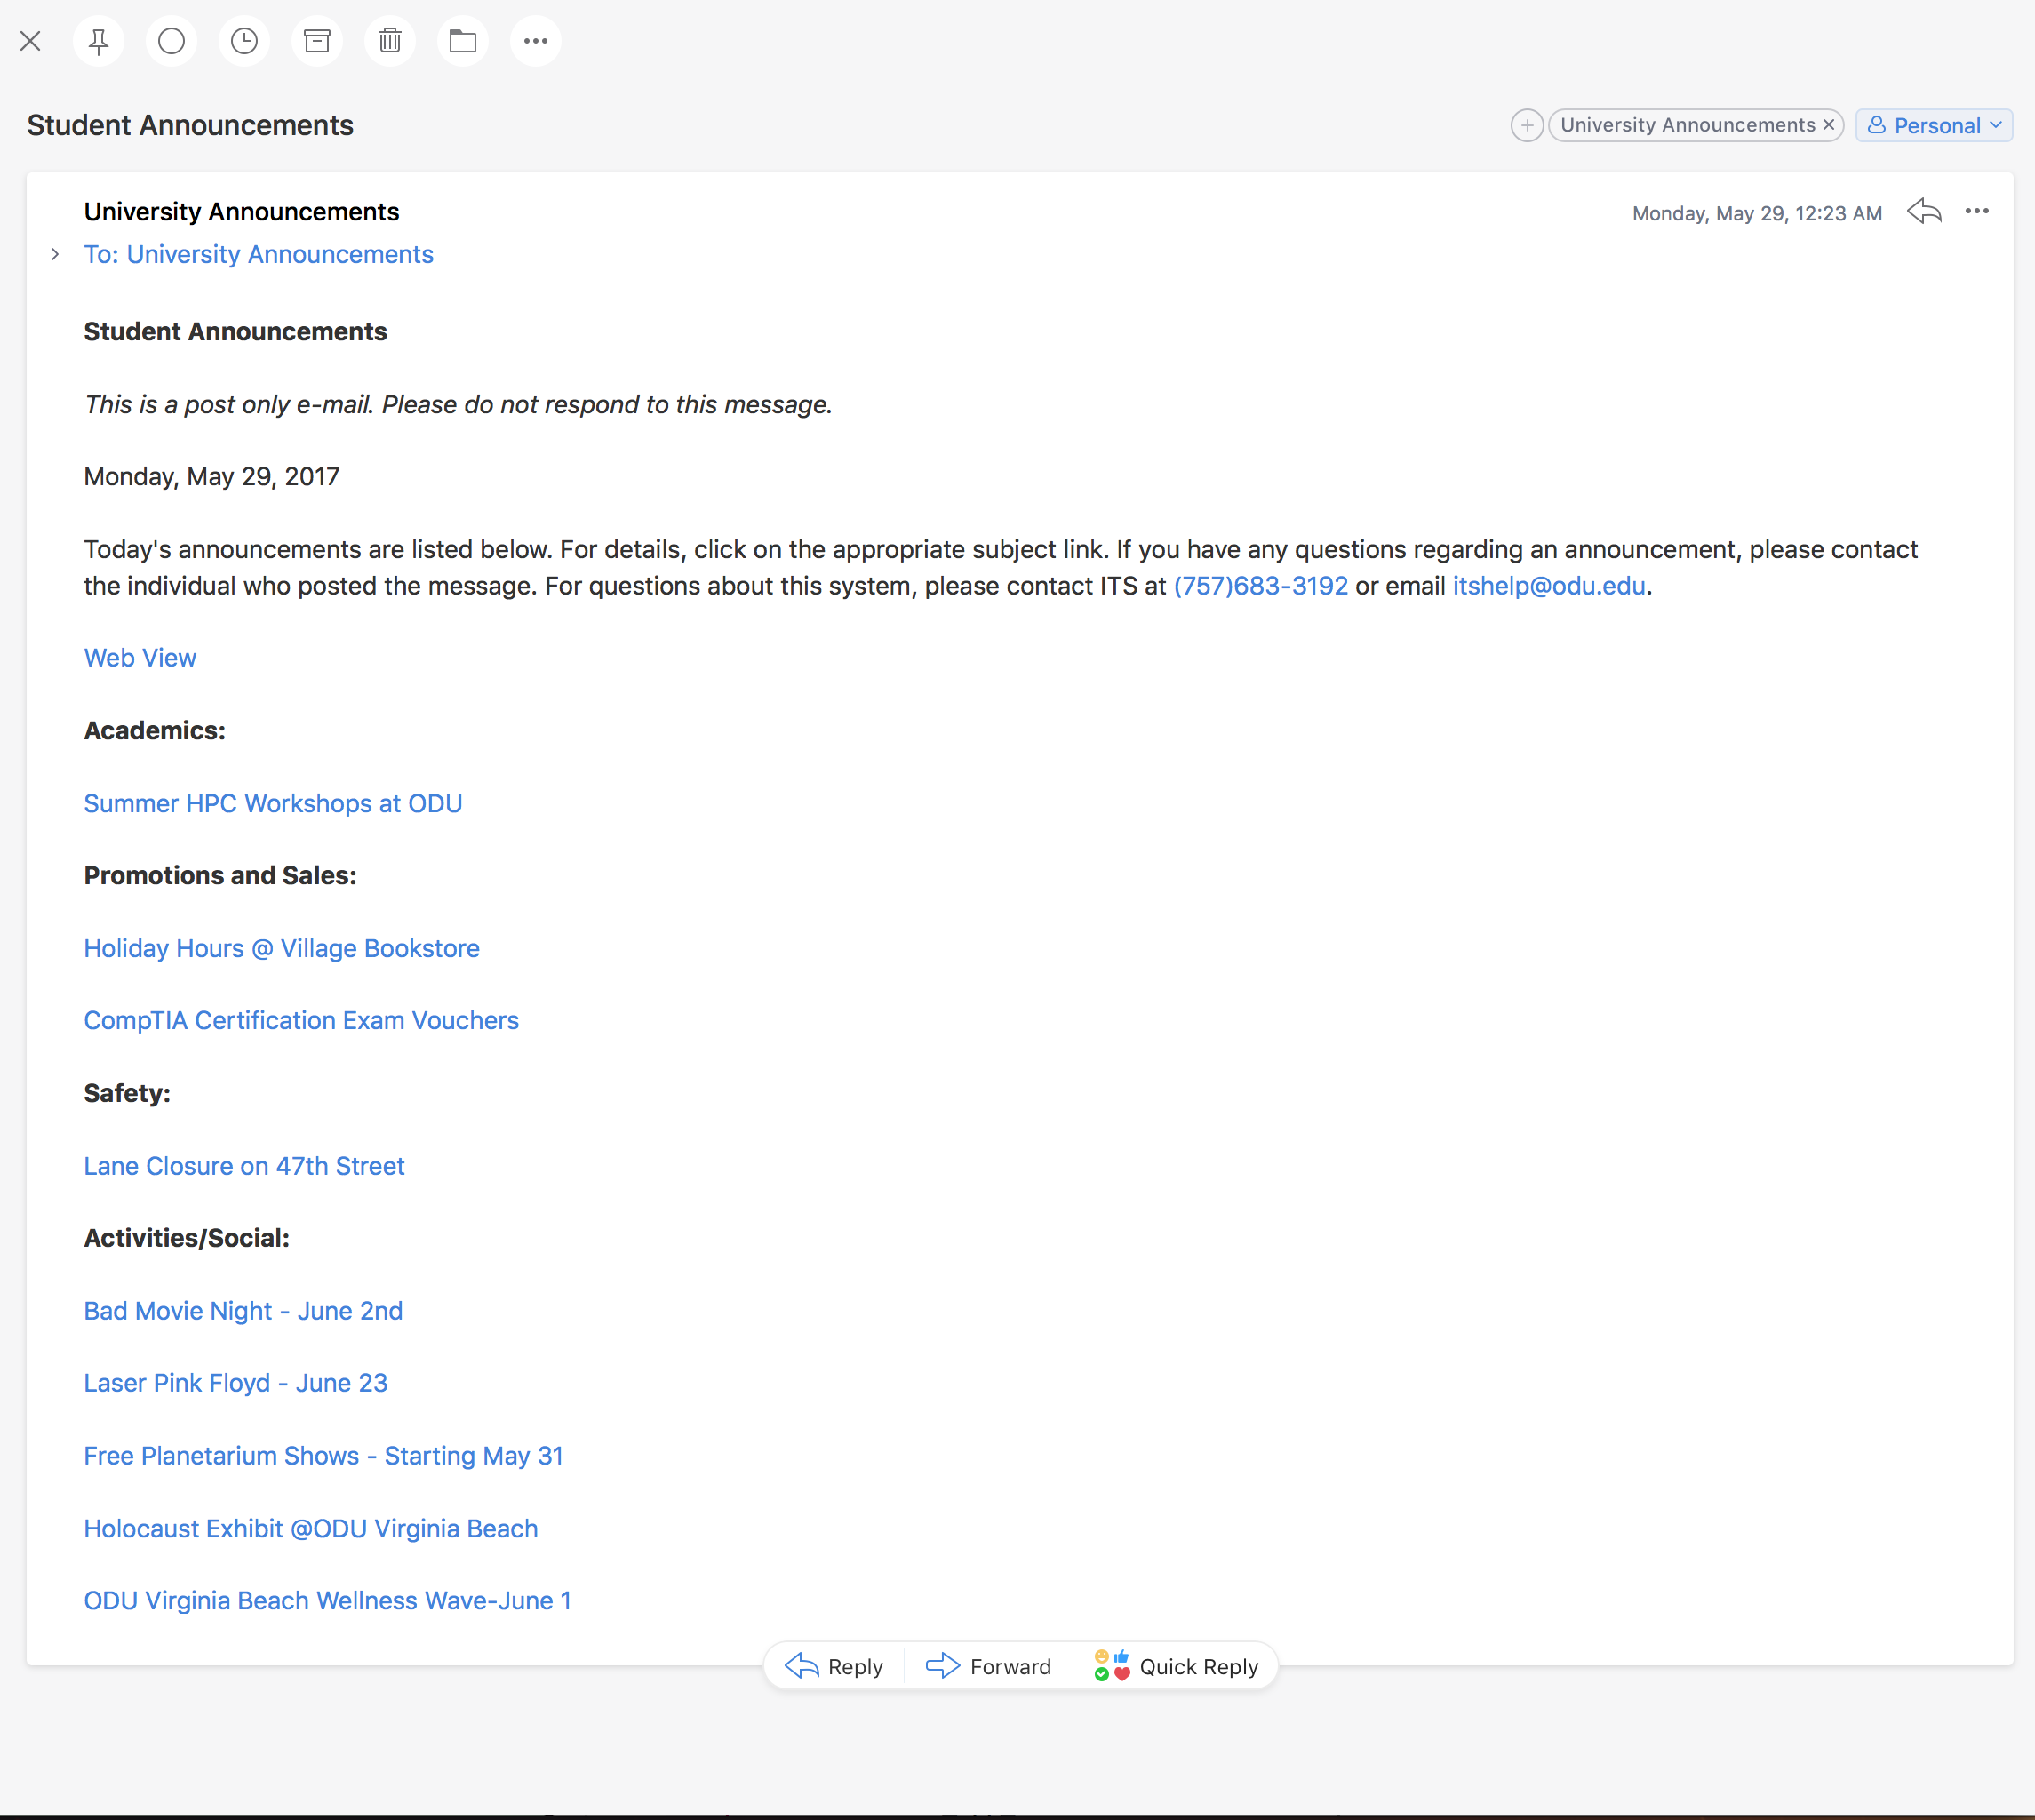 Student Announcements
University Announcements
Personal
University Announcements
Monday, May 29, 12:23 AM
To: University Announcements
Student Announcements
This is a post only e-mail. Please do not respond to this message.
Monday, May 29, 2017
Today's announcements are listed below. For details, click on the appropriate subject link. If you have any questions regarding an announcement, please contact
the individual who posted the message. For questions about this system, please contact ITS at (757)683-3192 or email itshelp@odu.edu.
Web View
Academics:
Summer HPC Workshops at ODU
Promotions and Sales:
Holiday Hours @ Village Bookstore
CompTIA Certification Exam Vouchers
Safety:
Lane Closure on 47th Street
Activities/Social:
Bad Movie Night - June 2nd
Laser Pink Floyd - June 23
Free Planetarium Shows - Starting May 31
Holocaust Exhibit @ODU Virginia Beach
ODU Virginia Beach Wellness Wave-June 1
Reply
Forward
Quick Reply